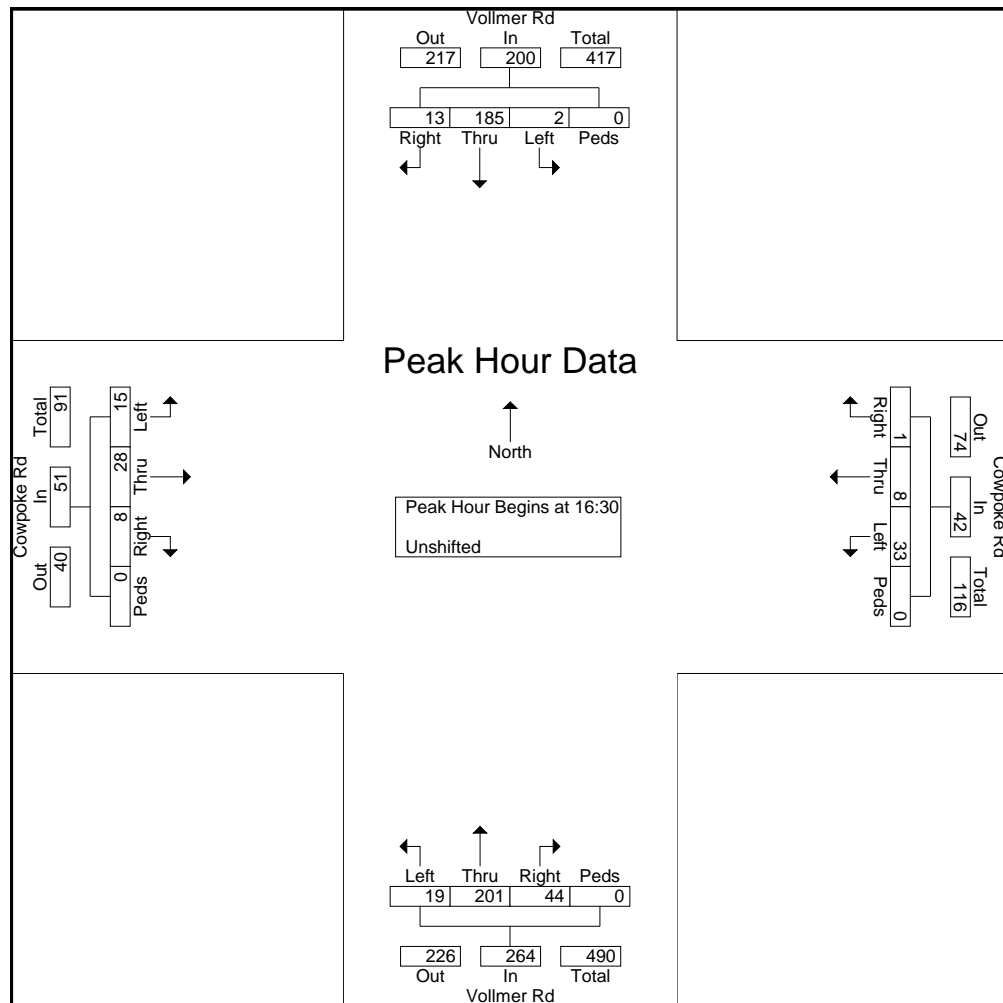 Vollmer Rd
Out In Total
217 200 417
13 185 2 0
Right Thru Left Peds
Peak Hour Data
North
Peak Hour Begins at 16:30
Unshifted
Cowpoke Rd
Total In Out
91 51 40
15 28 8 0
Left Thru Right Peds
Cowpoke Rd
Out In Total
74 42 116
1 8 33 0
Right Thru Left Peds
Left Thru Right Peds
19 201 44 0
226 264 490
Out In Total
Vollmer Rd